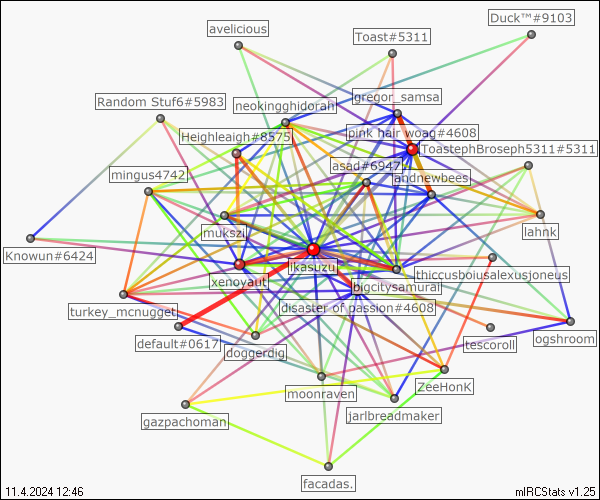 Duck™#9103
avelicious
Toast#5311
gregor_samsa
Random Stuf6#5983
neokingghidorah
pink hair woag#4608
Heighleaigh#8575
ToastephBroseph5311#5311
asad#6947
andrewbees
mingus4742
mukszi
lahnk
Knowun#6424
ikasuzu
thiccusboiusalexusjoneus
xenoyaut
bigcitysamurai
turkey_mcnugget
disaster of passion#4608
default#0617
doggerdig
tescoroll
ogshroom
moonraven
ZeeHonK
jarlbreadmaker
gazpachoman
facadas.
11.4.2024 12:46
mIRCStats v1.25